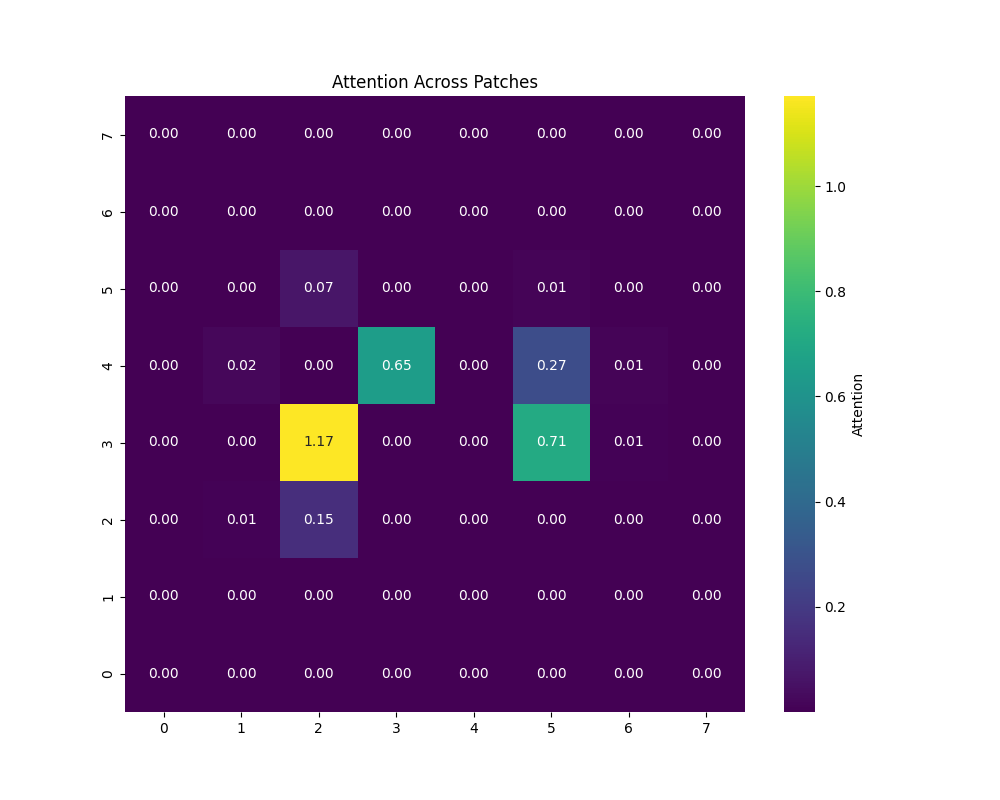 Attention Across Patches
7 0.00 0.00 0.00 0.00 0.00 0.00 0.00 0.00
6 0.00 0.00 0.00 0.00 0.00 0.00 0.00 0.00
5 0.00 0.00 0.07 0.00 0.00 0.01 0.00 0.00
4 0.00 0.02 0.00 0.65 0.00 0.27 0.01 0.00
3 0.00 0.00 1.17 0.00 0.00 0.71 0.01 0.00
2 0.00 0.01 0.15 0.00 0.00 0.00 0.00 0.00
1 0.00 0.00 0.00 0.00 0.00 0.00 0.00 0.00
0 0.00 0.00 0.00 0.00 0.00 0.00 0.00 0.00
0 1 2 3 4 5 6 7
1.0
0.8
0.6
0.4
0.2
Attention